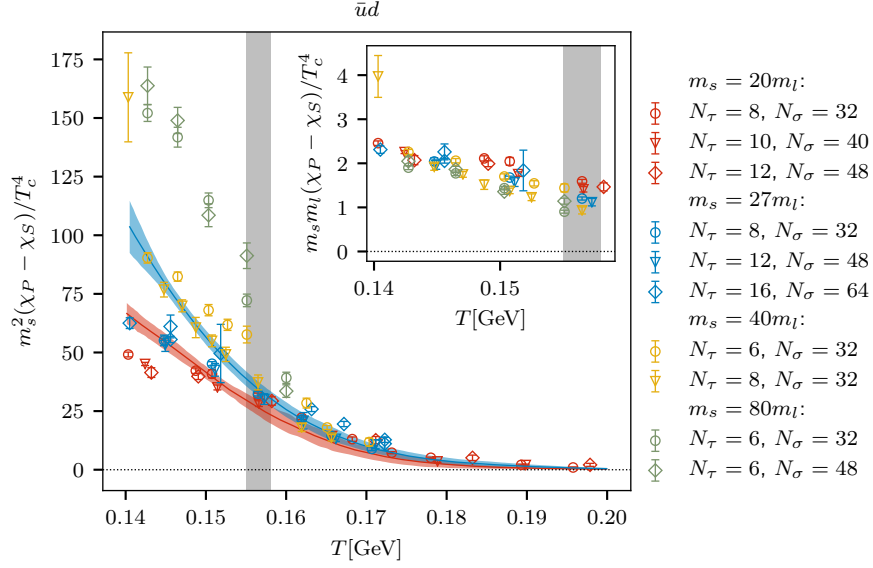 ūd
175
150
125
100
75
50
25
0
m_s^2(χ_P − χ_S)/T_c^4
0.14
0.15
0.16
0.17
0.18
0.19
0.20
T[GeV]
4
3
2
1
0
m_s m_l(χ_P − χ_S)/T_c^4
0.14
0.15
T[GeV]
m_s = 20m_l:
N_τ = 8, N_σ = 32
N_τ = 10, N_σ = 40
N_τ = 12, N_σ = 48
m_s = 27m_l:
N_τ = 8, N_σ = 32
N_τ = 12, N_σ = 48
N_τ = 16, N_σ = 64
m_s = 40m_l:
N_τ = 6, N_σ = 32
N_τ = 8, N_σ = 32
m_s = 80m_l:
N_τ = 6, N_σ = 32
N_τ = 6, N_σ = 48